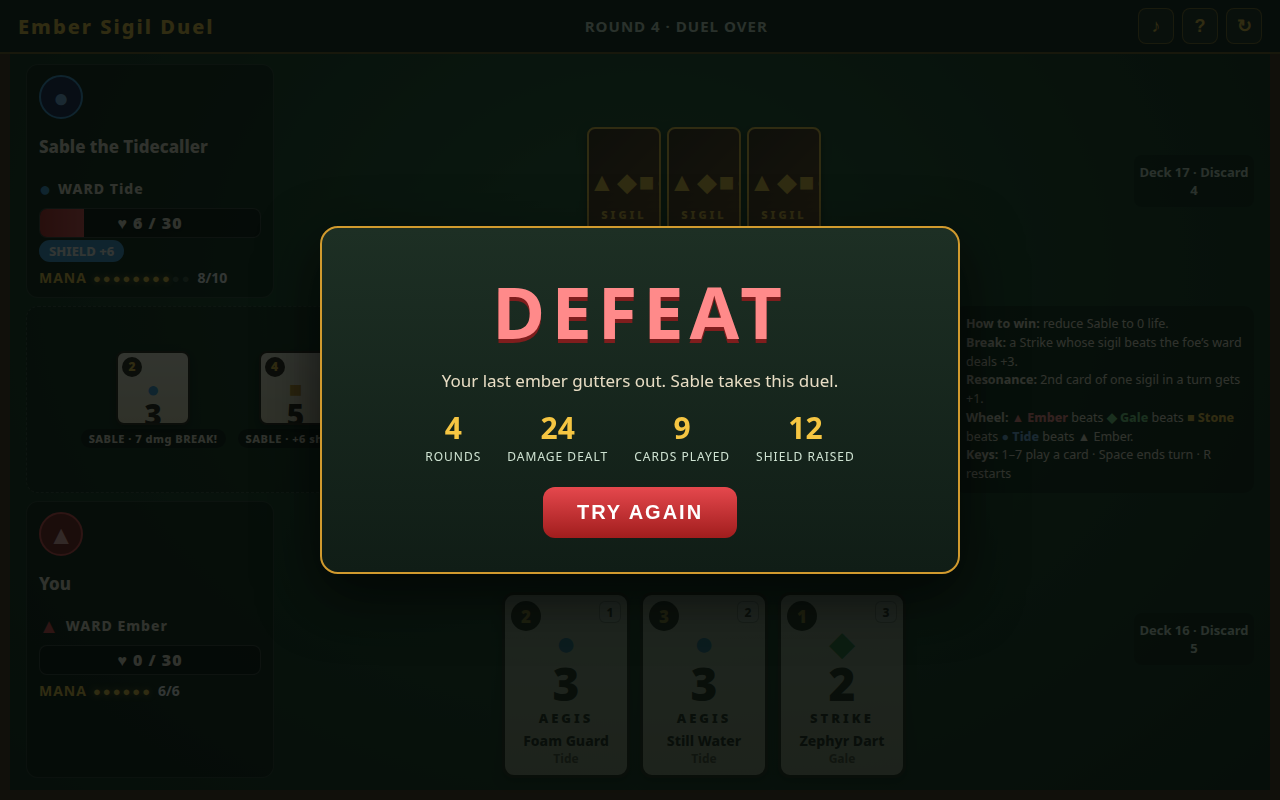 Ember Sigil Duel
ROUND 4 · DUEL OVER
♪ ? ↻
Sable the Tidecaller
WARD Tide
♥ 6 / 30
SHIELD +6
MANA 8/10
SIGIL SIGIL SIGIL
Deck 17 · Discard
4
2
3
SABLE · 7 dmg BREAK!
4
5
SABLE · +6 sh
How to win: reduce Sable to 0 life.
Break: a Strike whose sigil beats the foe's ward
deals +3.
Resonance: 2nd card of one sigil in a turn gets
+1.
Wheel: ▲ Ember beats ◆ Gale beats ■ Stone
beats ● Tide beats ▲ Ember.
Keys: 1–7 play a card · Space ends turn · R
restarts
DEFEAT
Your last ember gutters out. Sable takes this duel.
4 24 9 12
ROUNDS DAMAGE DEALT CARDS PLAYED SHIELD RAISED
TRY AGAIN
You
WARD Ember
♥ 0 / 30
MANA 6/6
2 1
3
AEGIS
Foam Guard
Tide
3 2
3
AEGIS
Still Water
Tide
1 3
2
STRIKE
Zephyr Dart
Gale
Deck 16 · Discard
5